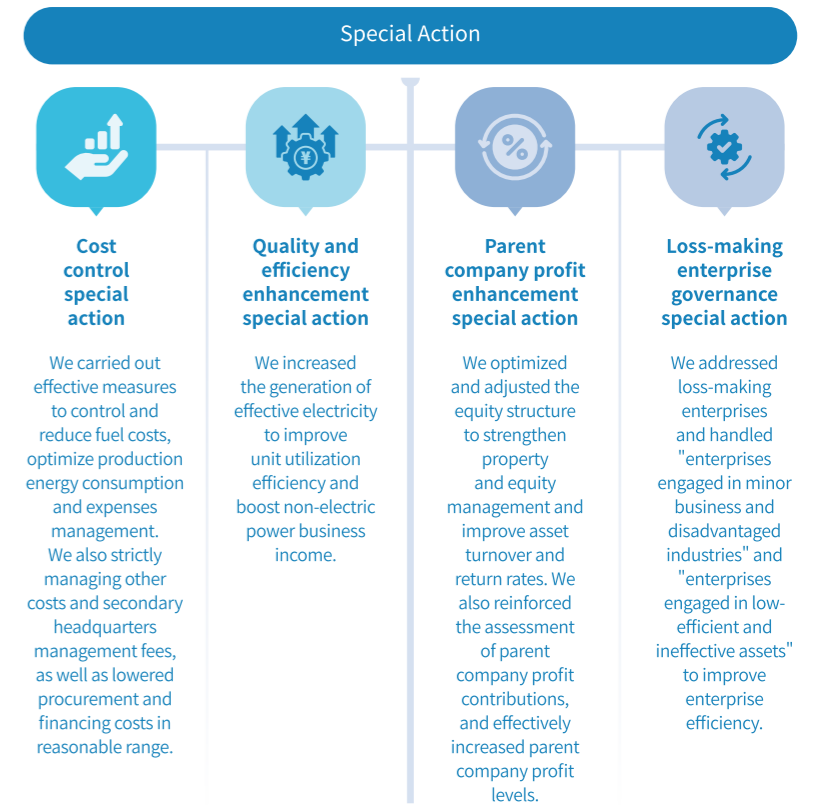 Special Action
Cost
control
special
action
We carried out
effective measures
to control and
reduce fuel costs,
optimize production
energy consumption
and expenses
management.
We also strictly
managing other
costs and secondary
headquarters
management fees,
as well as lowered
procurement and
financing costs in
reasonable range.
¥
Quality and
efficiency
enhancement
special action
We increased
the generation of
effective electricity
to improve
unit utilization
efficiency and
boost non-electric
power business
income.
%
Parent
company profit
enhancement
special action
We optimized
and adjusted the
equity structure
to strengthen
property
and equity
management and
improve asset
turnover and
return rates. We
also reinforced
the assessment
of parent
company profit
contributions,
and effectively
increased parent
company profit
levels.
Loss-making
enterprise
governance
special action
We addressed
loss-making
enterprises
and handled
"enterprises
engaged in minor
business and
disadvantaged
industries" and
"enterprises
engaged in low-
efficient and
ineffective assets"
to improve
enterprise
efficiency.